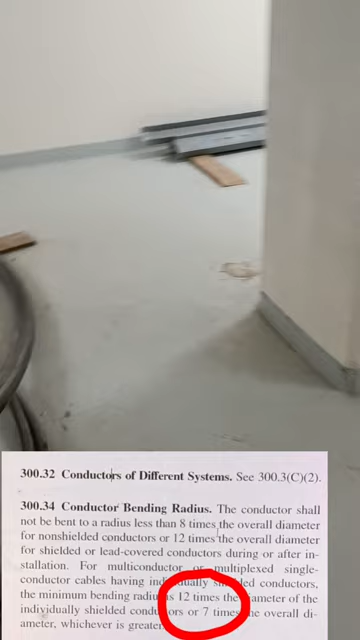 300.32 Conductors of Different Systems. See 300.3(C)(2).
300.34 Conductor Bending Radius. The conductor shall
not be bent to a radius less than 8 times the overall diameter
for nonshielded conductors or 12 times the overall diameter
for shielded or lead-covered conductors during or after in-
stallation. For multiconductor or multiplexed single-
conductor cables having individually shielded conductors,
the minimum bending radius is 12 times the diameter of the
individually shielded conductors or 7 times the overall di-
ameter, whichever is greater.